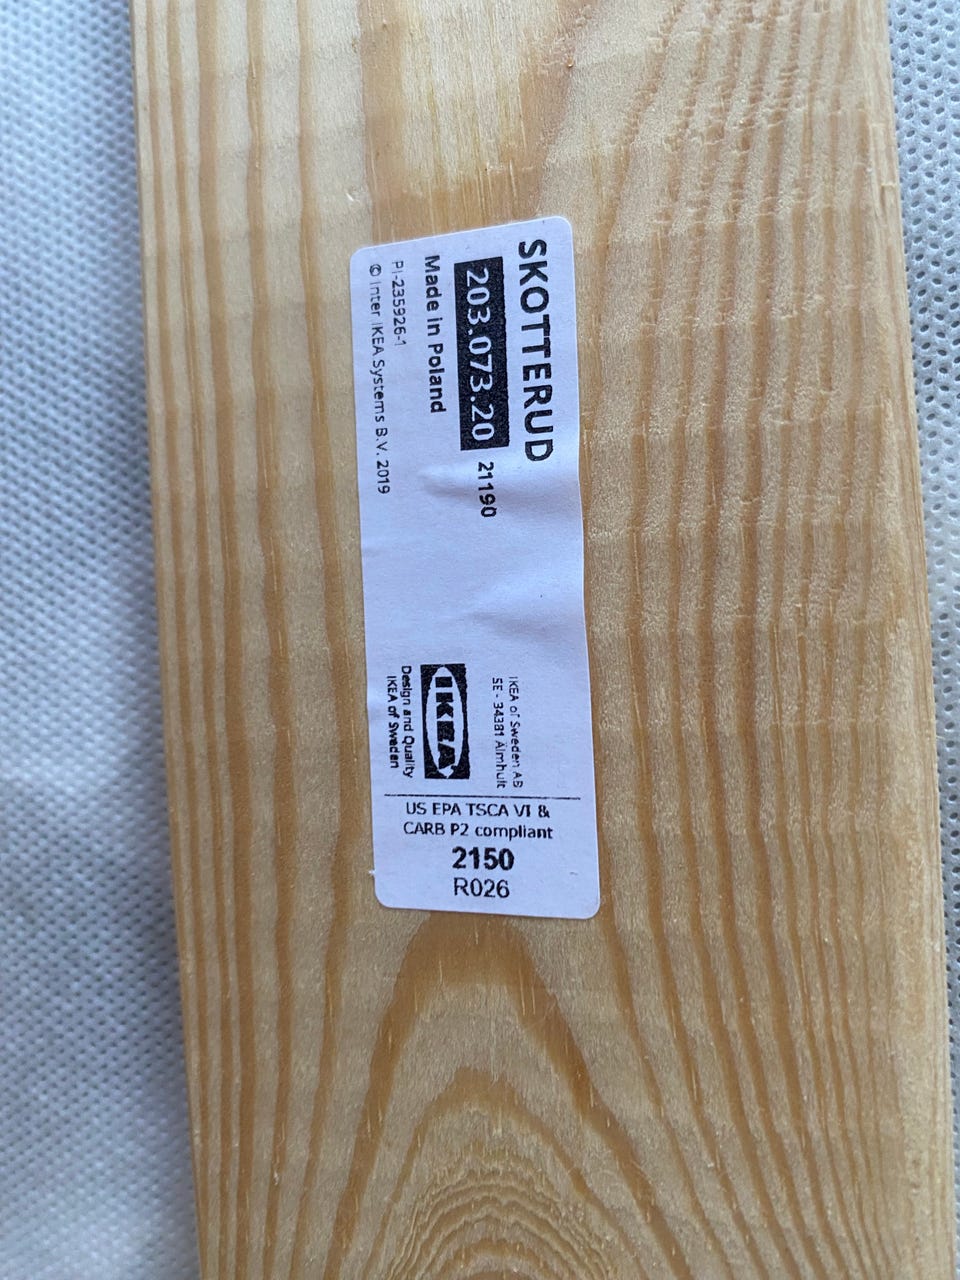 SKOTTERUD
203.073.20 21190
Made in Poland
PI-235926-1
© Inter IKEA Systems B.V. 2019
IKEA of Sweden AB
SE - 34381 Älmhult
IKEA
Design and Quality
IKEA of Sweden
US EPA TSCA VI &
CARB P2 compliant
2150
R026